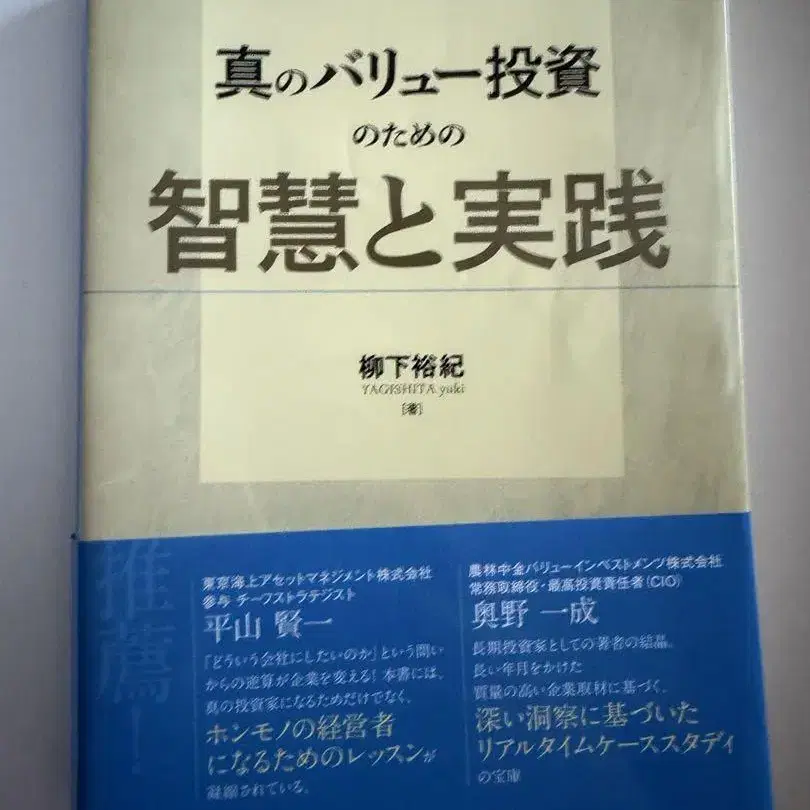 真のバリュー投資
のための
智慧と実践
柳下裕紀
YAGISHITA yuki
[著]
推薦！
東京海上アセットマネジメント株式会社
参与 チーフストラテジスト
平山 賢一
「どういう会社にしたいのか」という問い
からの逆算が企業を変える！本書には、
真の投資家になるためだけでなく、
ホンモノの経営者
になるためのレッスンが
凝縮されている。
農林中金バリューインベストメンツ株式会社
常務取締役・最高投資責任者（CIO）
奥野 一成
長期投資家としての著者の結晶。
長い年月をかけた
質量の高い企業取材に基づく、
深い洞察に基づいた
リアルタイムケーススタディ
の宝庫